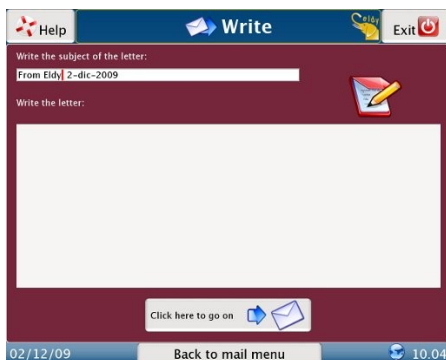 Help
Write
Eldy
Exit
Write the subject of the letter:
From Eldy 2-dic-2009
Write the letter:
Click here to go on
02/12/09
Back to mail menu
10.04